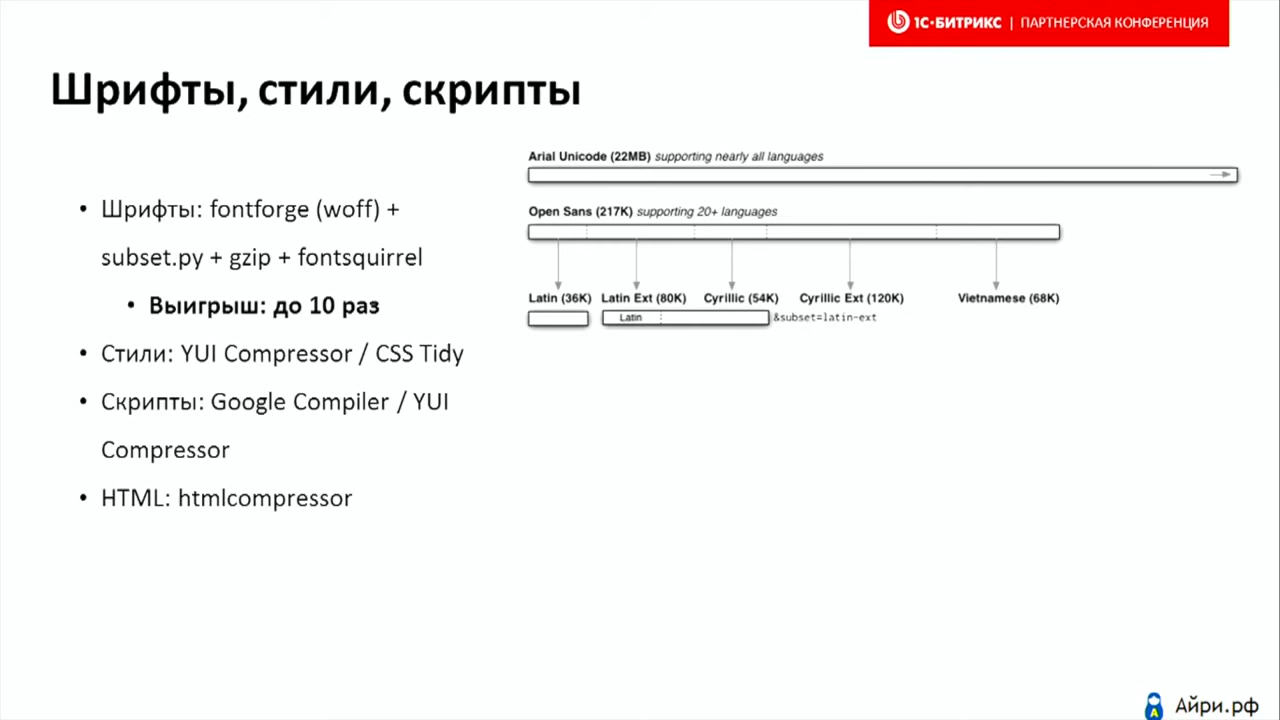 1С-БИТРИКС | ПАРТНЕРСКАЯ КОНФЕРЕНЦИЯ
Шрифты, стили, скрипты
• Шрифты: fontforge (woff) +
subset.py + gzip + fontsquirrel
• Выигрыш: до 10 раз
• Стили: YUI Compressor / CSS Tidy
• Скрипты: Google Compiler / YUI
Compressor
• HTML: htmlcompressor
Arial Unicode (22MB) supporting nearly all languages
Open Sans (217K) supporting 20+ languages
Latin (36K) Latin Ext (80K) Cyrillic (54K) Cyrillic Ext (120K) Vietnamese (68K)
Latin &subset=latin-ext
Айри.рф